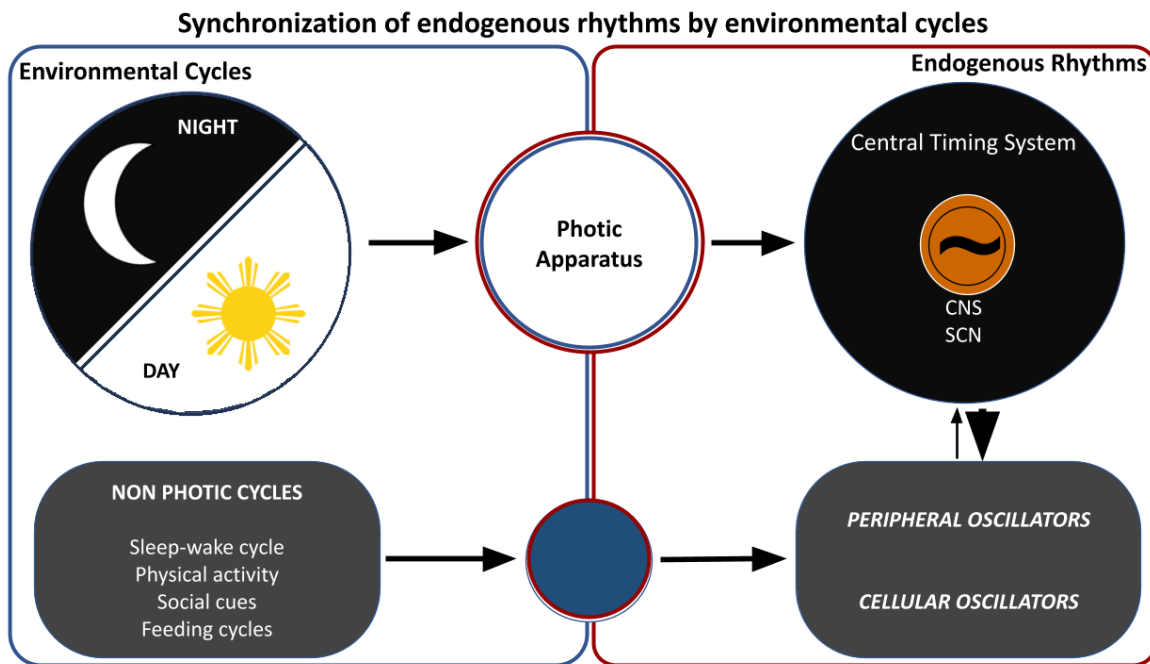 Synchronization of endogenous rhythms by environmental cycles
Environmental Cycles
NIGHT
DAY
Photic
Apparatus
Endogenous Rhythms
Central Timing System
CNS
SCN
NON PHOTIC CYCLES
Sleep-wake cycle
Physical activity
Social cues
Feeding cycles
PERIPHERAL OSCILLATORS
CELLULAR OSCILLATORS